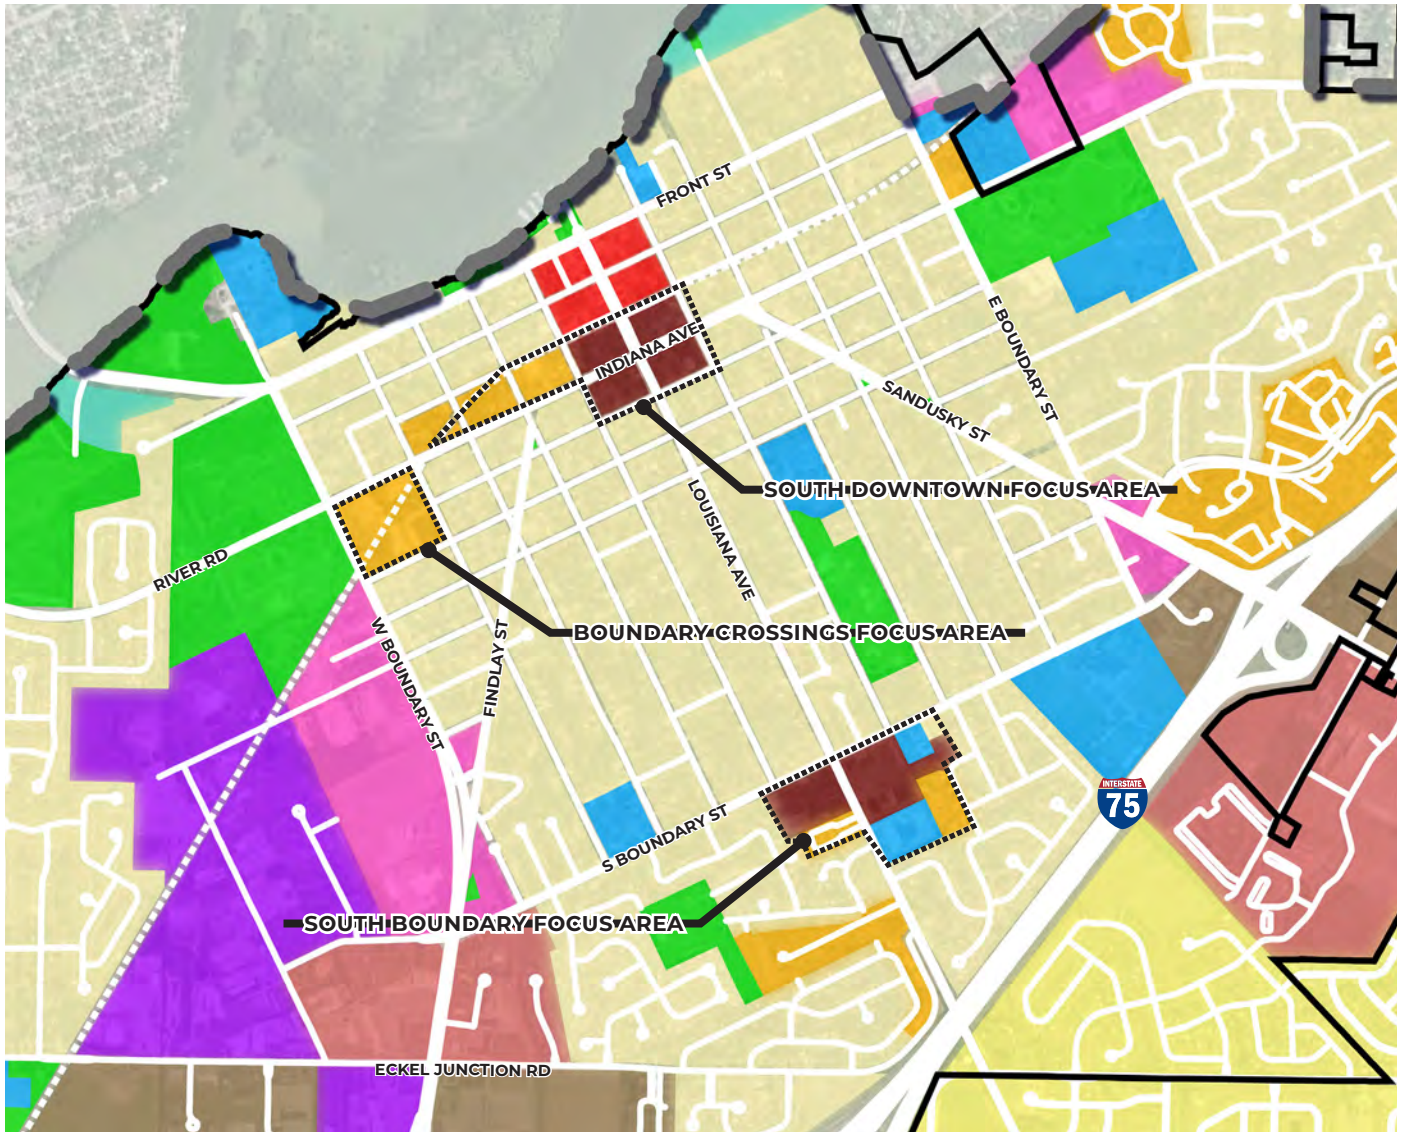 FRONT ST
INDIANA AVE
E BOUNDARY ST
SANDUSKY ST
SOUTH DOWNTOWN FOCUS AREA
LOUISIANA AVE
RIVER RD
BOUNDARY CROSSINGS FOCUS AREA
W BOUNDARY ST
FINDLAY ST
INTERSTATE
75
S BOUNDARY ST
SOUTH BOUNDARY FOCUS AREA
ECKEL JUNCTION RD